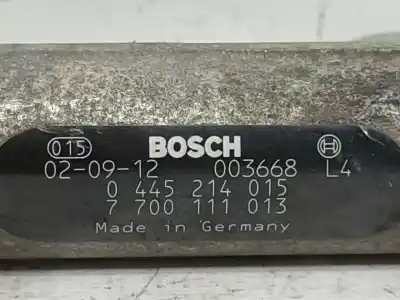 015 BOSCH
02-09-12 003668 L4
0 445 214 015
7 700 111 013
Made in Germany